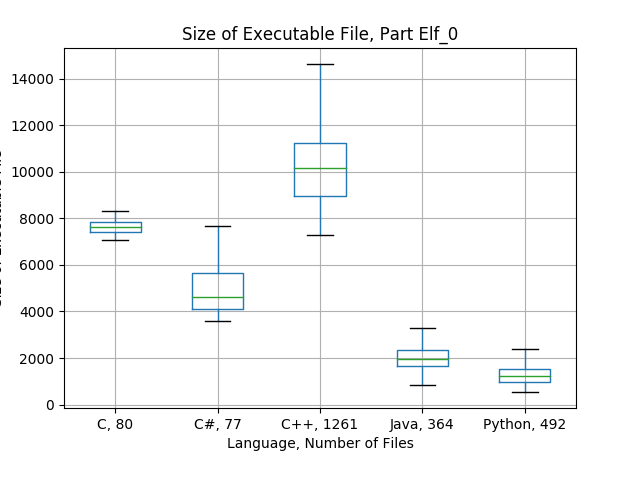 Size of Executable File, Part Elf_0
14000
12000
10000
8000
6000
4000
2000
0
C, 80 C#, 77 C++, 1261 Java, 364 Python, 492
Language, Number of Files